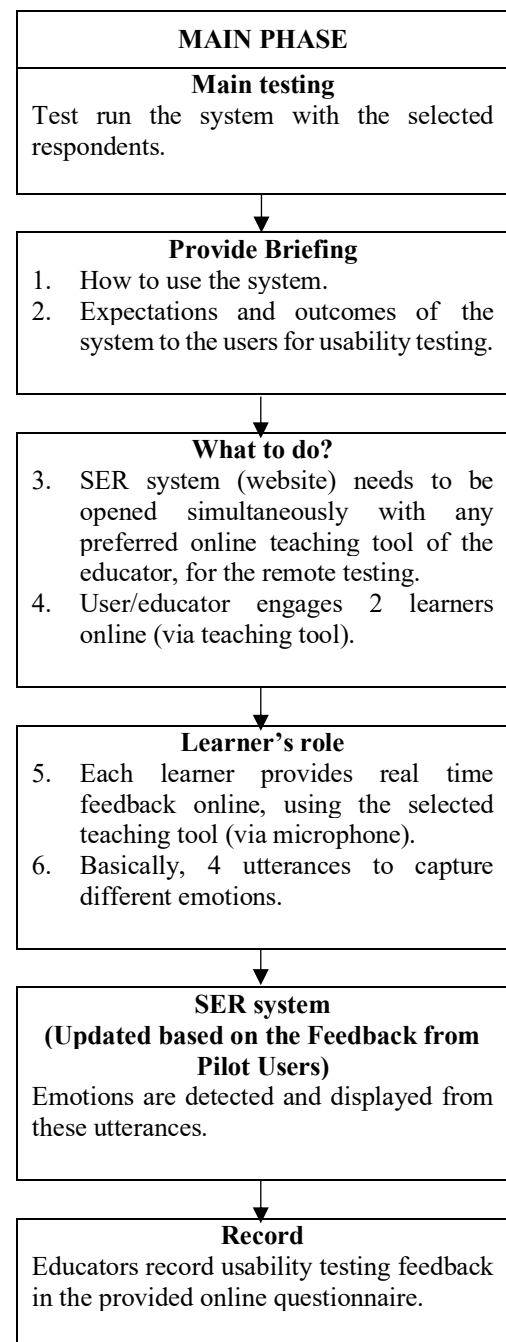 MAIN PHASE
Main testing
Test run the system with the selected
respondents.
Provide Briefing
1. How to use the system.
2. Expectations and outcomes of the
system to the users for usability testing.
What to do?
3. SER system (website) needs to be
opened simultaneously with any
preferred online teaching tool of the
educator, for the remote testing.
4. User/educator engages 2 learners
online (via teaching tool).
Learner’s role
5. Each learner provides real time
feedback online, using the selected
teaching tool (via microphone).
6. Basically, 4 utterances to capture
different emotions.
SER system
(Updated based on the Feedback from
Pilot Users)
Emotions are detected and displayed from
these utterances.
Record
Educators record usability testing feedback
in the provided online questionnaire.